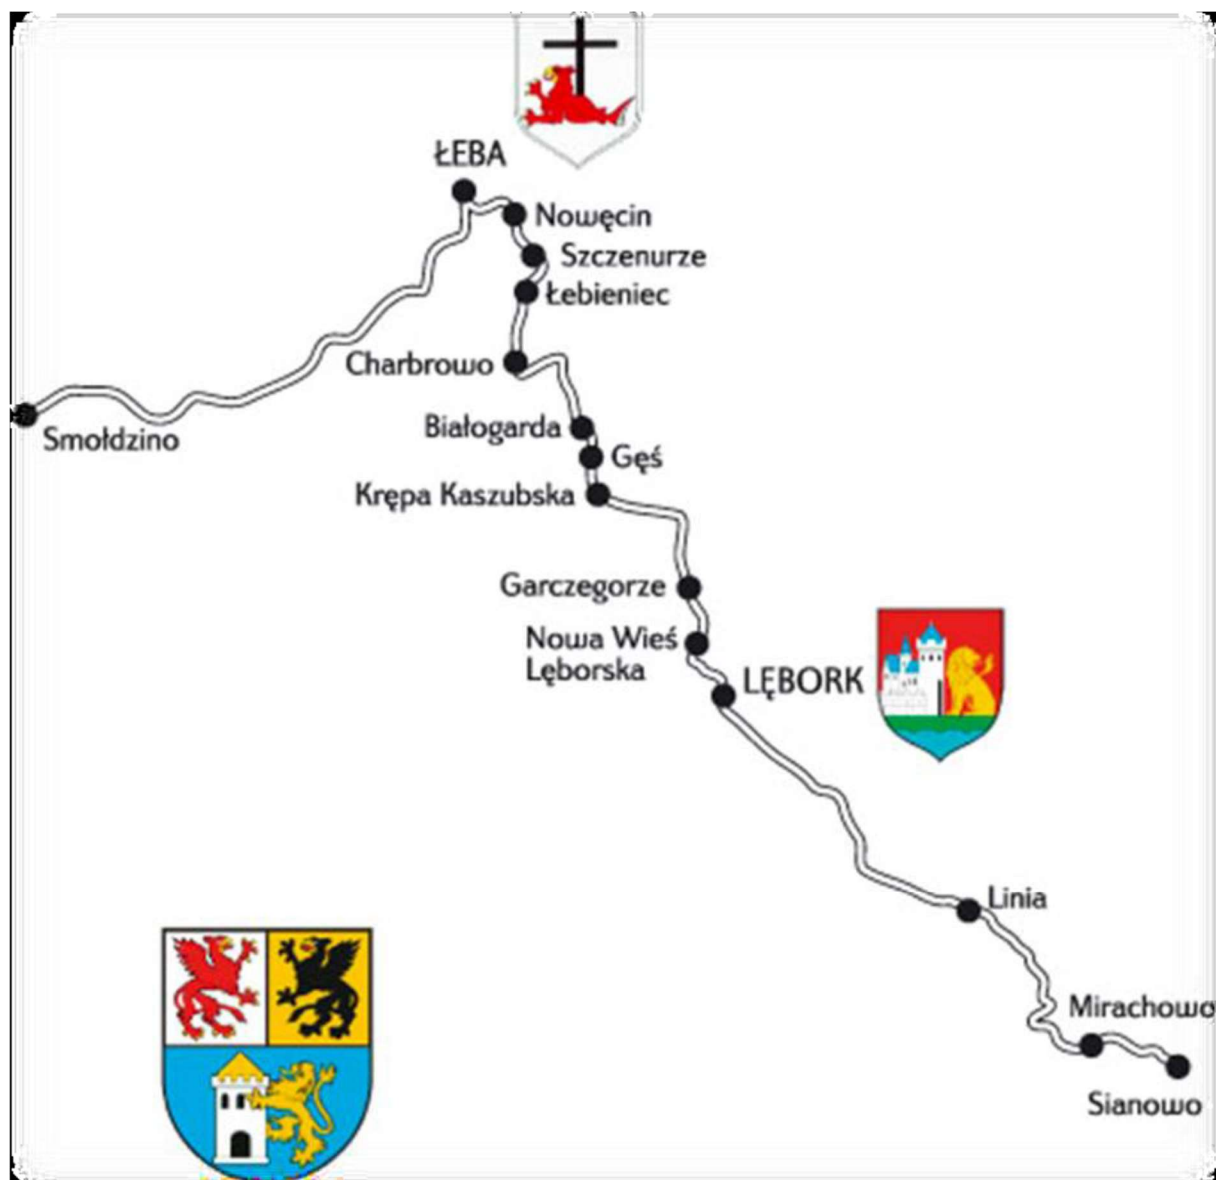 ŁEBA
Nowęcin
Szczenurze
Łebieniec
Charbrowo
Białogarda
Smołdzino
Gęś
Krępa Kaszubska
Garczegorze
Nowa Wieś
Lęborska
LĘBORK
Linia
Mirachowo
Sianowo